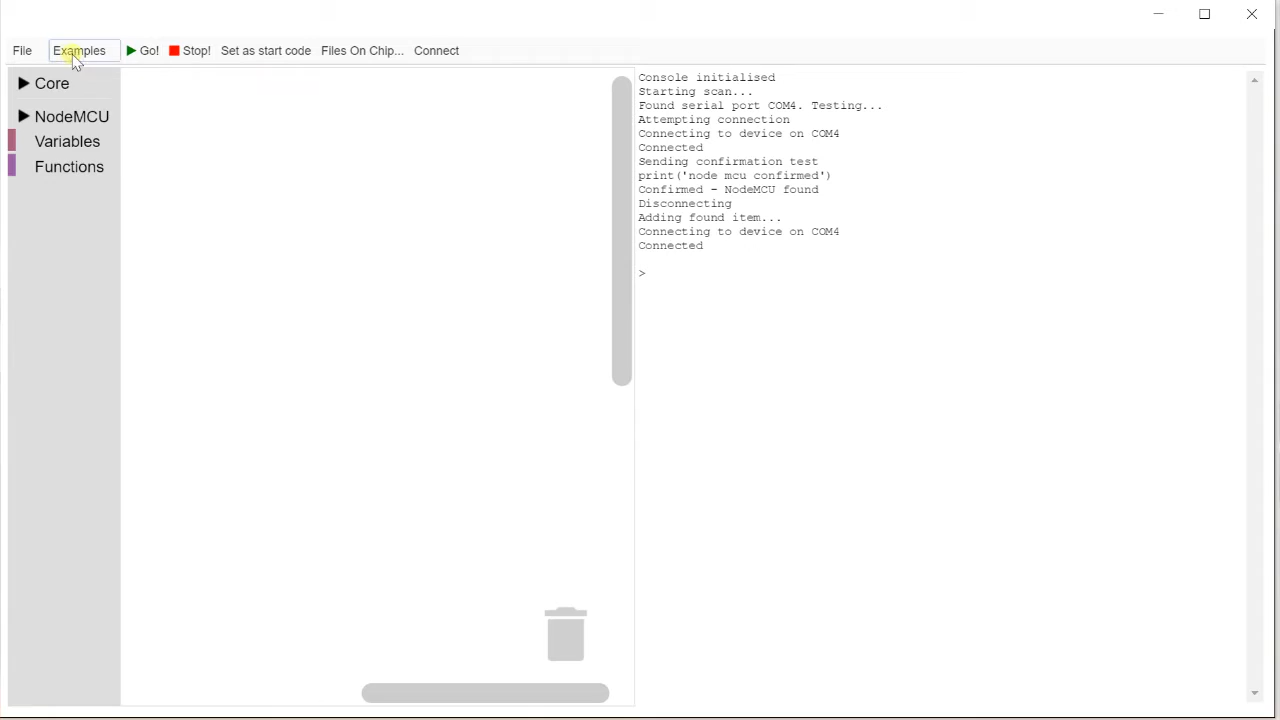 File Examples Go! Stop! Set as start code Files On Chip... Connect
Core
NodeMCU
Variables
Functions
Console initialised
Starting scan...
Found serial port COM4. Testing...
Attempting connection
Connecting to device on COM4
Connected
Sending confirmation test
print('node mcu confirmed')
Confirmed - NodeMCU found
Disconnecting
Adding found item...
Connecting to device on COM4
Connected
>